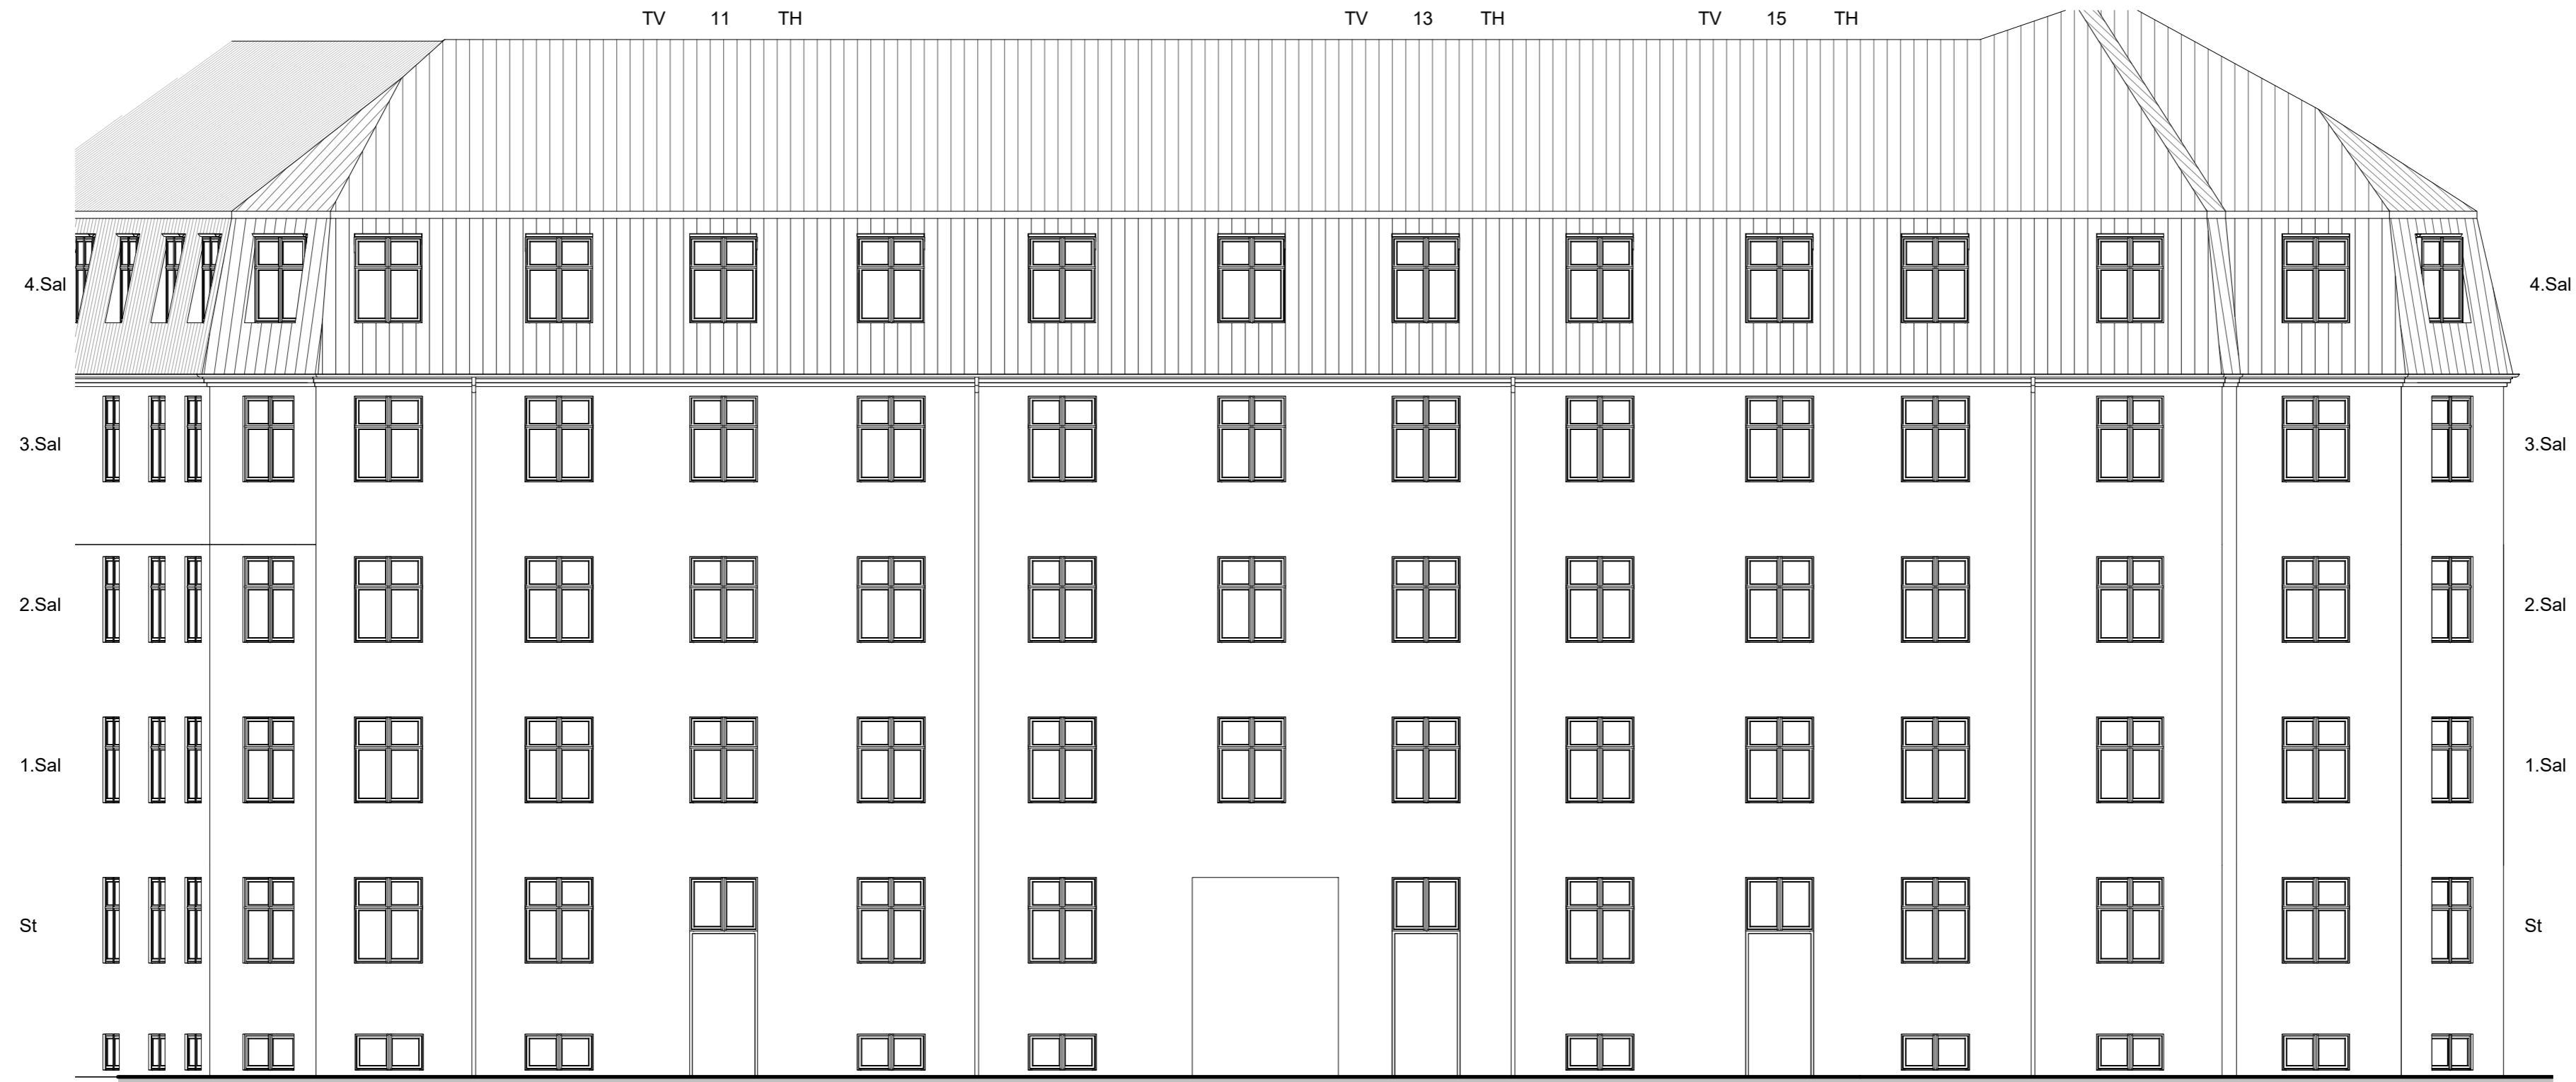 TV 11 TH TV 13 TH TV 15 TH
4.Sal 4.Sal
3.Sal 3.Sal
2.Sal 2.Sal
1.Sal 1.Sal
St St